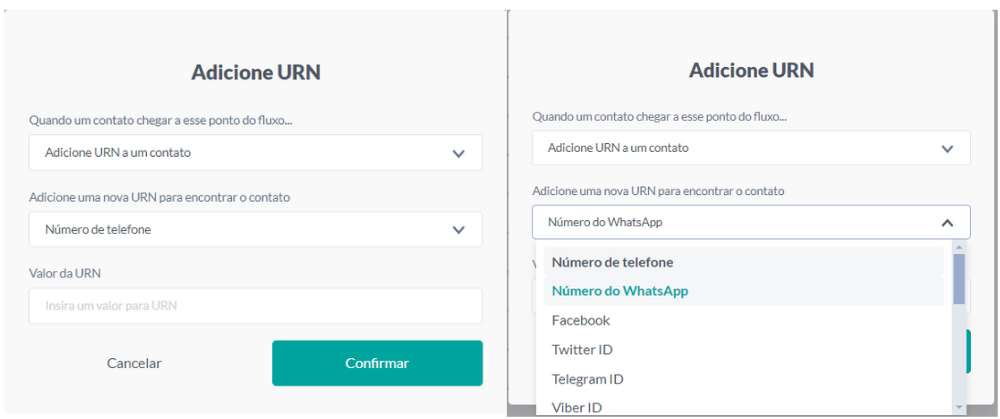 Adicione URN
Quando um contato chegar a esse ponto do fluxo...
Adicione URN a um contato
Adicione uma nova URN para encontrar o contato
Número de telefone
Valor da URN
Insira um valor para URN
Cancelar
Confirmar
Adicione URN
Quando um contato chegar a esse ponto do fluxo...
Adicione URN a um contato
Adicione uma nova URN para encontrar o contato
Número do WhatsApp
Número de telefone
Número do WhatsApp
Facebook
Twitter ID
Telegram ID
Viber ID